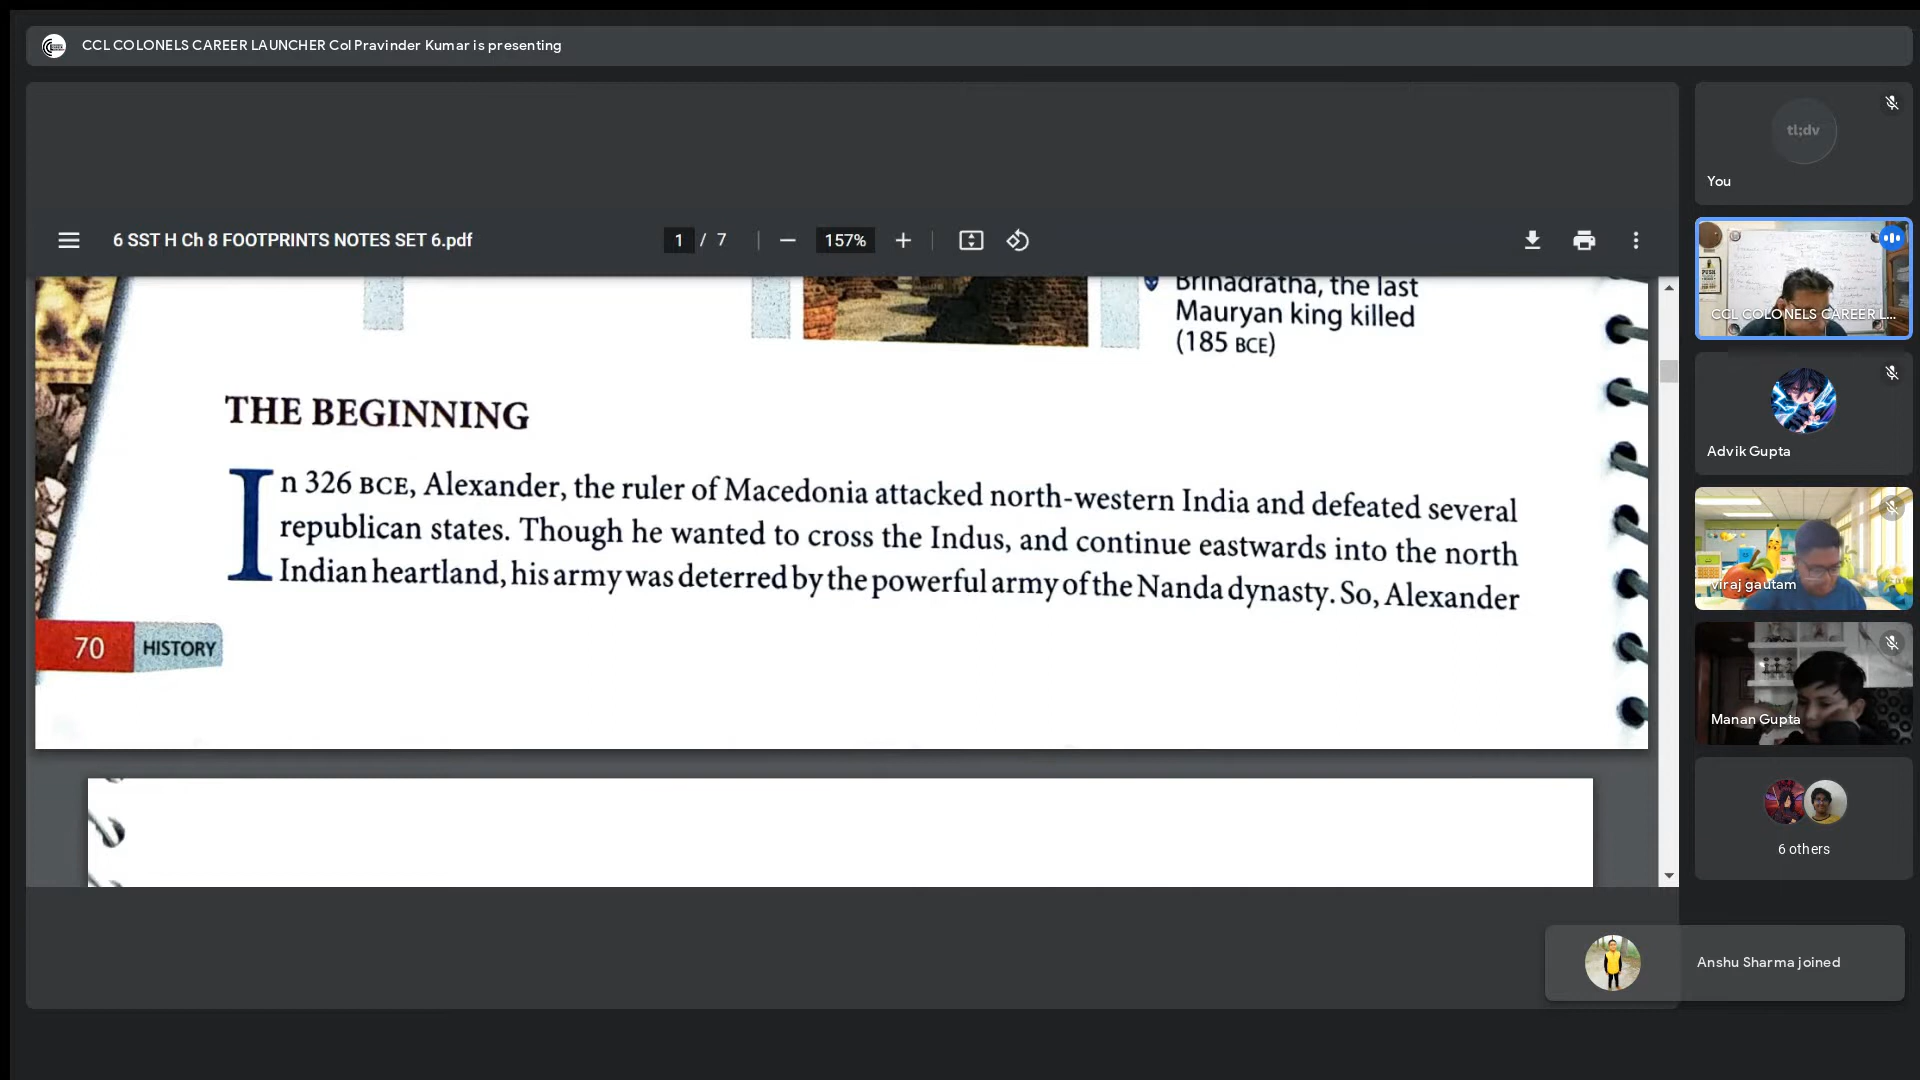 CCL COLONELS CAREER LAUNCHER Col Pravinder Kumar is presenting
6 SST H Ch 8 FOOTPRINTS NOTES SET 6.pdf
1 / 7
157%
Brihadratha, the last
Mauryan king killed
(185 BCE)
THE BEGINNING
In 326 BCE, Alexander, the ruler of Macedonia attacked north-western India and defeated several
republican states. Though he wanted to cross the Indus, and continue eastwards into the north
Indian heartland, his army was deterred by the powerful army of the Nanda dynasty. So, Alexander
70 HISTORY
tl;dv
You
PUSH
CCL COLONELS CAREER L...
Advik Gupta
viraj gautam
Manan Gupta
6 others
Anshu Sharma joined